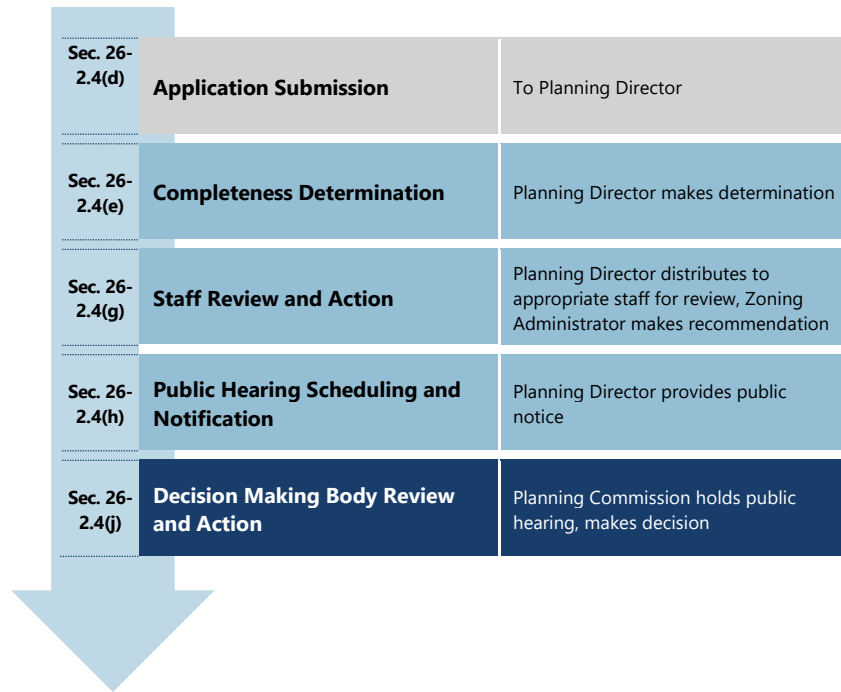 Sec. 26-
2.4(d)
Application Submission
To Planning Director
Sec. 26-
2.4(e)
Completeness Determination
Planning Director makes determination
Sec. 26-
2.4(g)
Staff Review and Action
Planning Director distributes to
appropriate staff for review, Zoning
Administrator makes recommendation
Sec. 26-
2.4(h)
Public Hearing Scheduling and
Notification
Planning Director provides public
notice
Sec. 26-
2.4(j)
Decision Making Body Review
and Action
Planning Commission holds public
hearing, makes decision